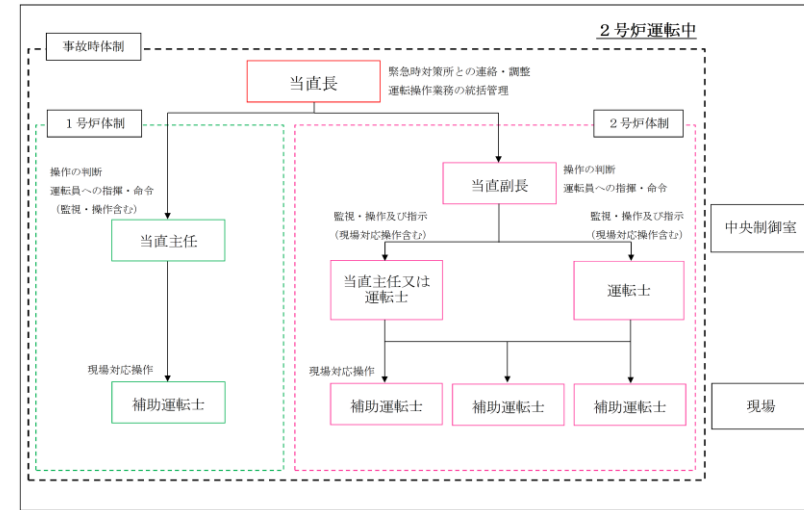 ２号炉運転中
事故時体制
当直長
緊急時対策所との連絡・調整
運転操作業務の統括管理
１号炉体制
２号炉体制
操作の判断
運転員への指揮・命令
（監視・操作含む）
当直主任
操作の判断
運転員への指揮・命令
当直副長
監視・操作及び指示
（現場対応操作含む）
監視・操作及び指示
（現場対応操作含む）
中央制御室
当直主任又は
運転士
運転士
現場対応操作
補助運転士
現場対応操作
補助運転士
補助運転士
補助運転士
現場